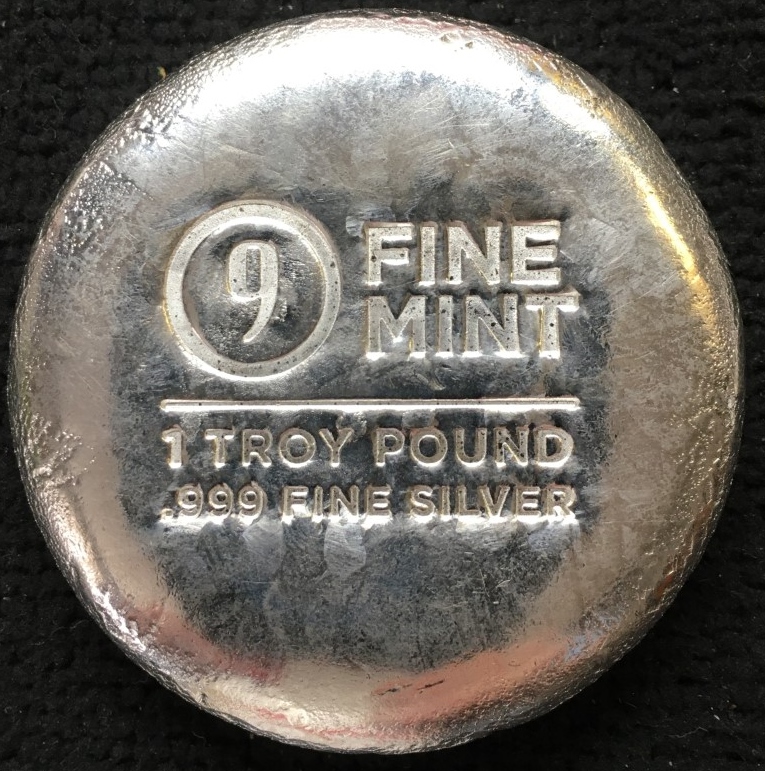 9 FINE
MINT
1 TROY POUND
.999 FINE SILVER